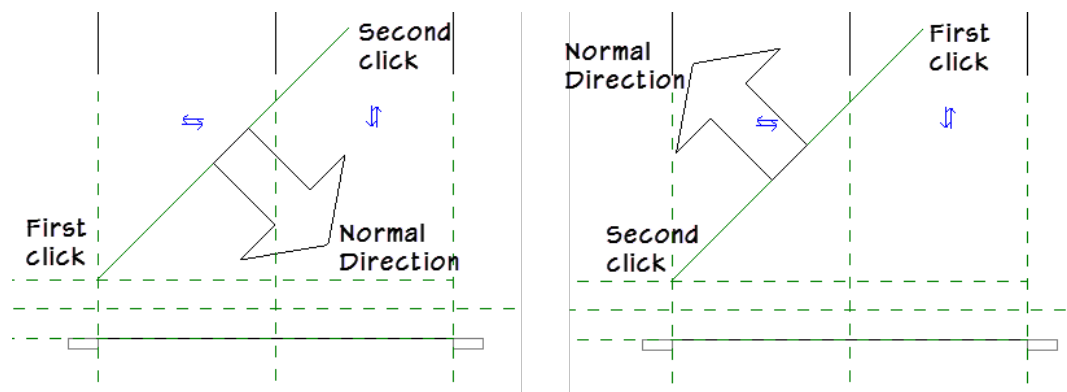 Second
click
First
click
Normal
Direction
Normal
Direction
First
click
Second
click